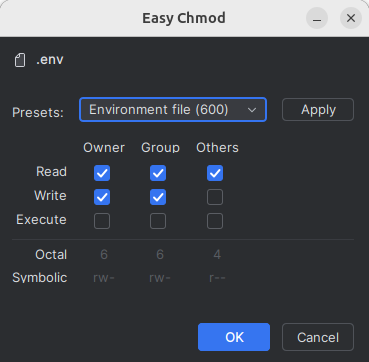 Easy Chmod
.env
Presets: Environment file (600) Apply
Owner Group Others
Read
Write
Execute
Octal 6 6 4
Symbolic rw- rw- r--
OK Cancel